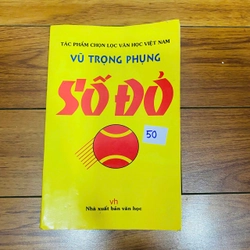 TÁC PHẨM CHỌN LỌC VĂN HỌC VIỆT NAM
VŨ TRỌNG PHỤNG
SỐ ĐỎ
50
vh
Nhà xuất bản văn học